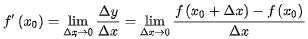 f′(x₀) = lim_{Δx→0} Δy/Δx = lim_{Δx→0} (f(x₀ + Δx) − f(x₀))/Δx